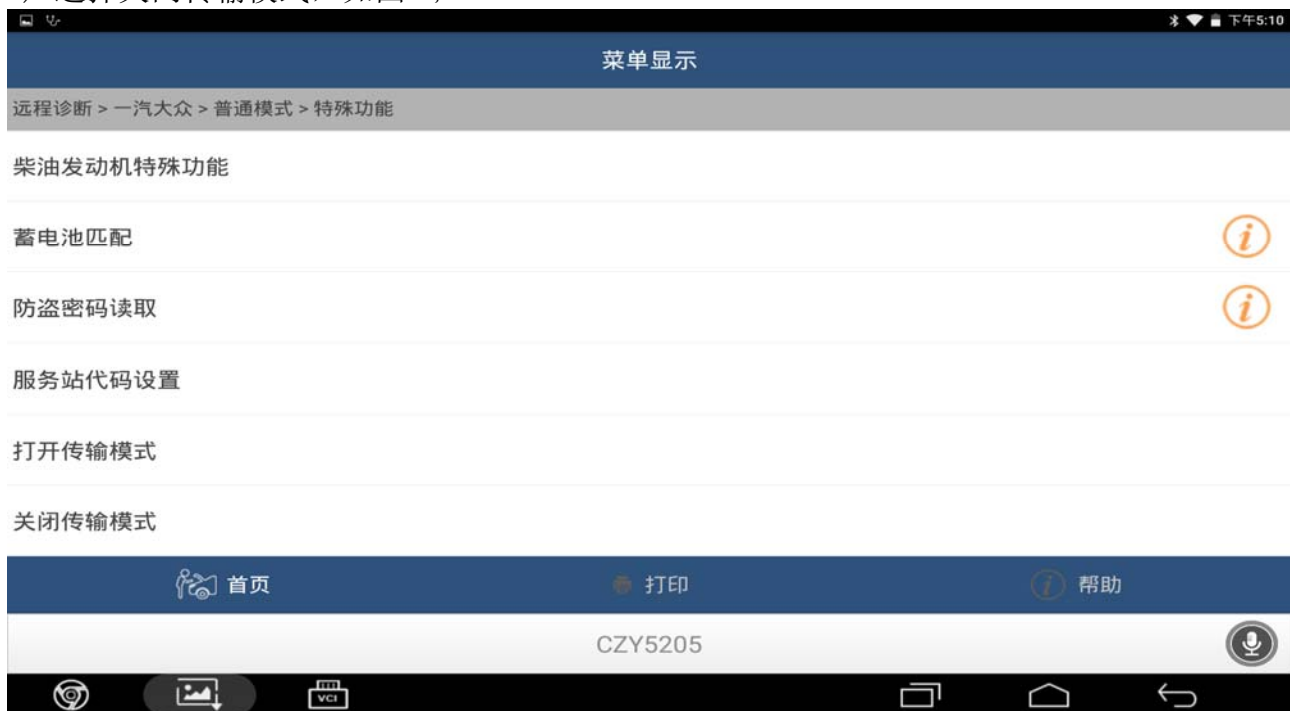 下午5:10
菜单显示
远程诊断 > 一汽大众 > 普通模式 > 特殊功能
柴油发动机特殊功能
蓄电池匹配
i
防盗密码读取
i
服务站代码设置
打开传输模式
关闭传输模式
首页
打印
i 帮助
CZY5205
VCI